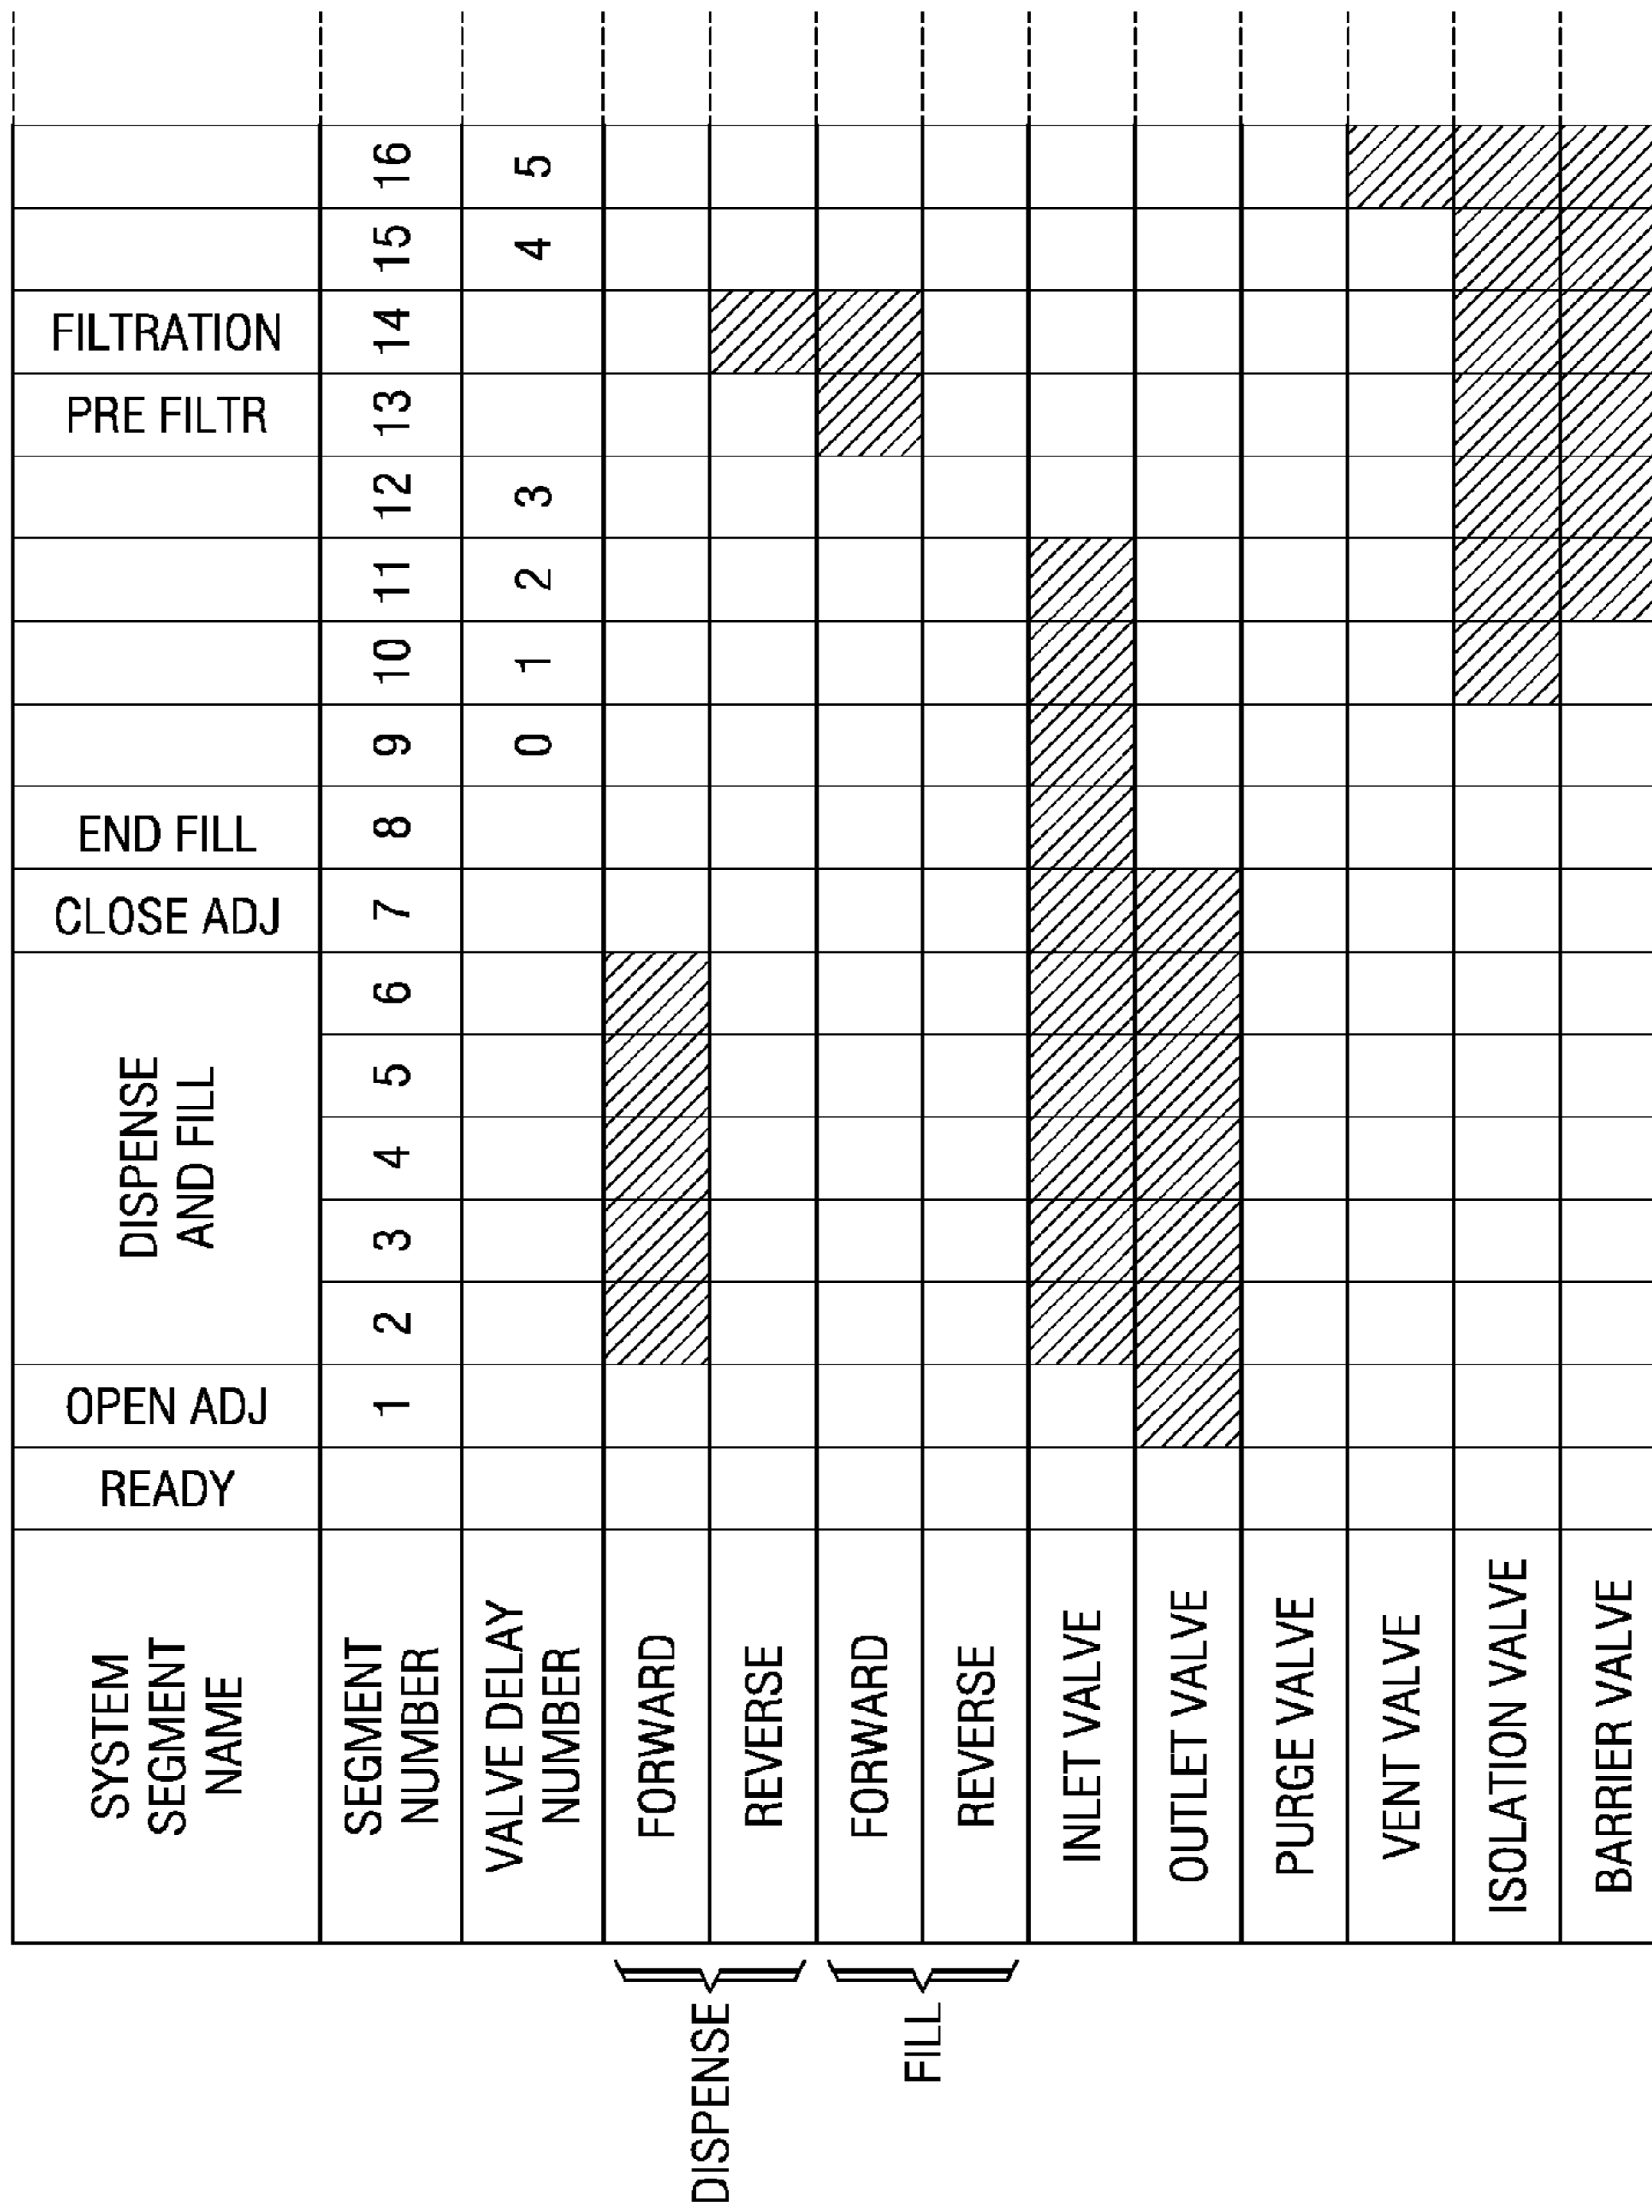 SYSTEM
SEGMENT
NAME
READY
OPEN ADJ
DISPENSE
AND FILL
CLOSE ADJ
END FILL
PRE FILTR
FILTRATION
SEGMENT
NUMBER
1 2 3 4 5 6 7 8 9 10 11 12 13 14 15 16
VALVE DELAY
NUMBER
0 1 2 3 4 5
DISPENSE
FORWARD
REVERSE
FILL
FORWARD
REVERSE
INLET VALVE
OUTLET VALVE
PURGE VALVE
VENT VALVE
ISOLATION VALVE
BARRIER VALVE